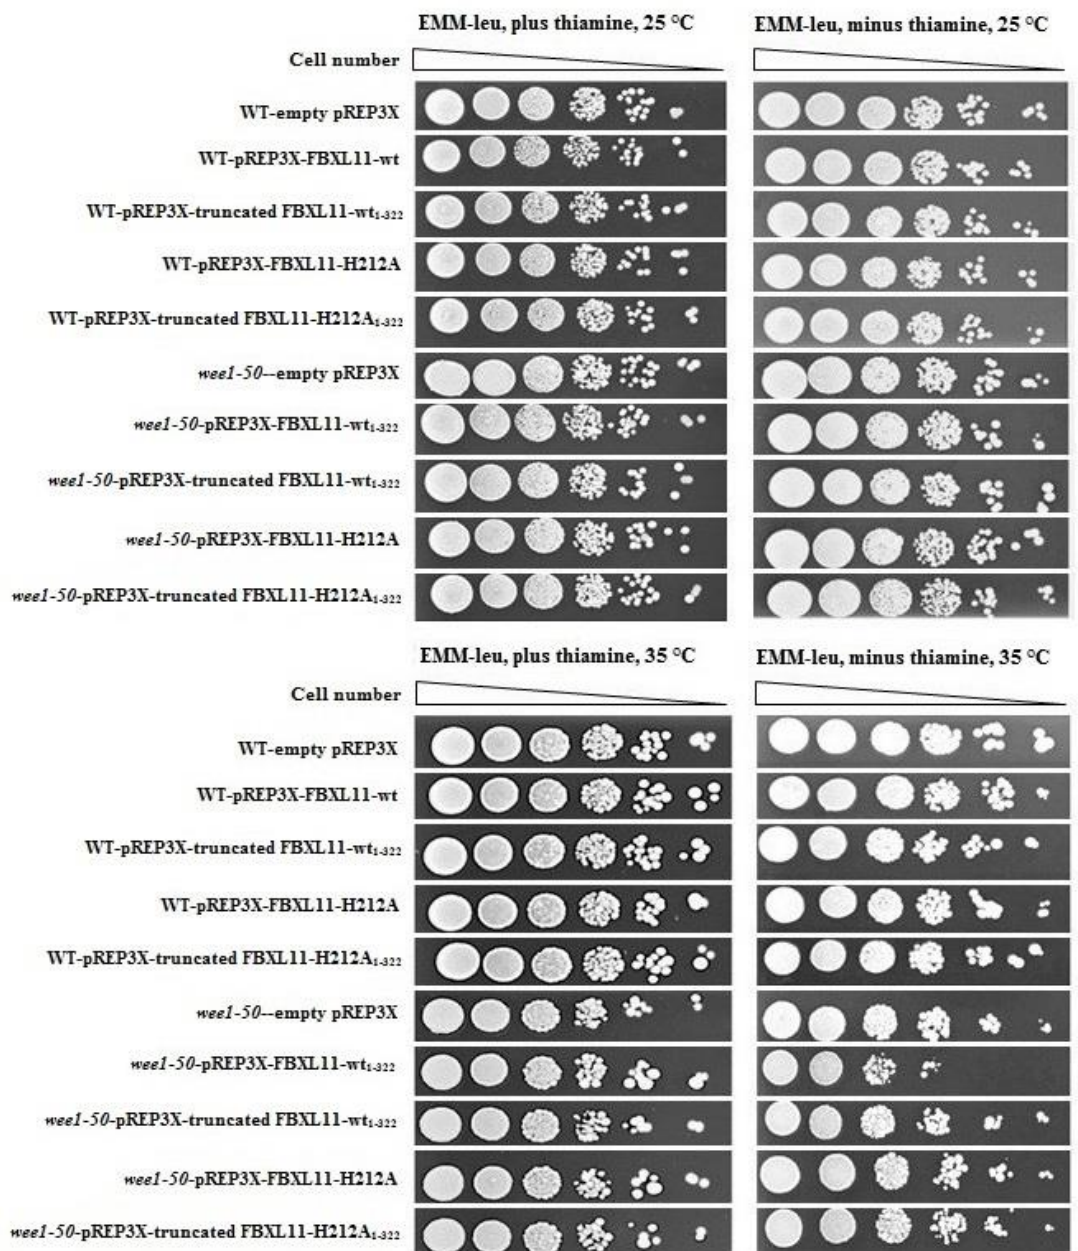 EMM-leu, plus thiamine, 25 °C
EMM-leu, minus thiamine, 25 °C
Cell number
WT-empty pREP3X
WT-pREP3X-FBXL11-wt
WT-pREP3X-truncated FBXL11-wt₁₋₃₂₂
WT-pREP3X-FBXL11-H212A
WT-pREP3X-truncated FBXL11-H212A₁₋₃₂₂
wee1-50--empty pREP3X
wee1-50-pREP3X-FBXL11-wt₁₋₃₂₂
wee1-50-pREP3X-truncated FBXL11-wt₁₋₃₂₂
wee1-50-pREP3X-FBXL11-H212A
wee1-50-pREP3X-truncated FBXL11-H212A₁₋₃₂₂
EMM-leu, plus thiamine, 35 °C
EMM-leu, minus thiamine, 35 °C
Cell number
WT-empty pREP3X
WT-pREP3X-FBXL11-wt
WT-pREP3X-truncated FBXL11-wt₁₋₃₂₂
WT-pREP3X-FBXL11-H212A
WT-pREP3X-truncated FBXL11-H212A₁₋₃₂₂
wee1-50--empty pREP3X
wee1-50-pREP3X-FBXL11-wt₁₋₃₂₂
wee1-50-pREP3X-truncated FBXL11-wt₁₋₃₂₂
wee1-50-pREP3X-FBXL11-H212A
wee1-50-pREP3X-truncated FBXL11-H212A₁₋₃₂₂